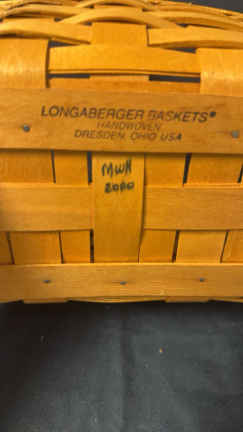 LONGABERGER BASKETS®
HANDWOVEN
DRESDEN, OHIO USA
MWH
2000